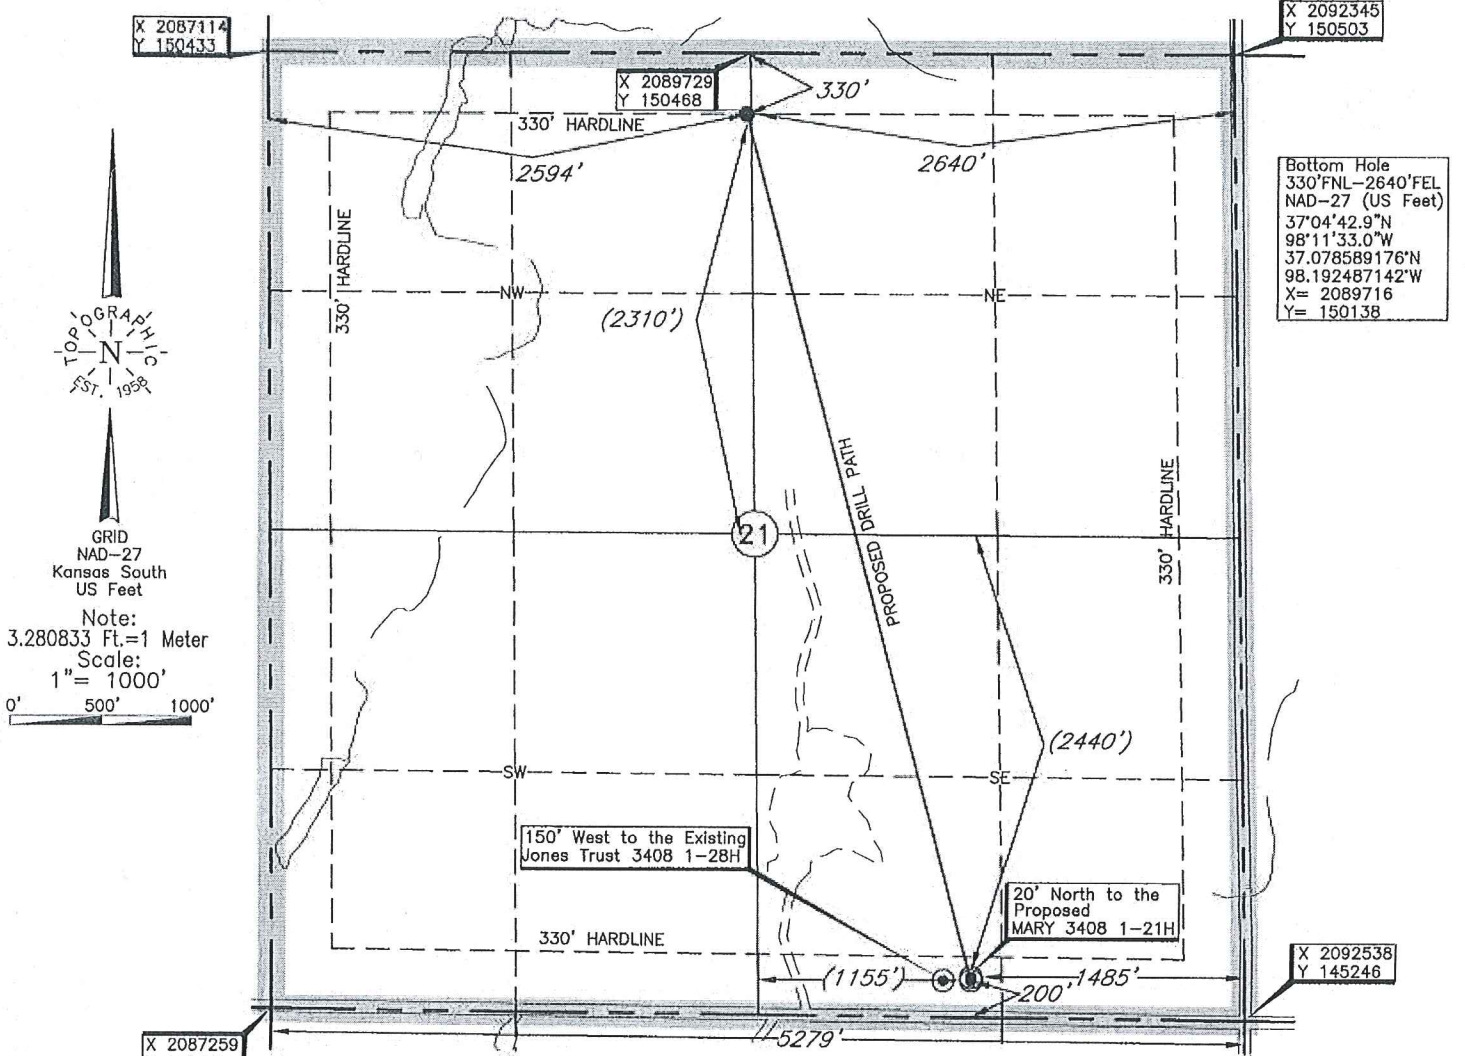 X 2087114
Y 150433
X 2092345
Y 150503
X 2089729
Y 150468
330'
330' HARDLINE
2594'
2640'
Bottom Hole
330'FNL-2640'FEL
NAD-27 (US Feet)
37°04'42.9"N
98°11'33.0"W
37.078589176°N
98.192487142°W
X= 2089716
Y= 150138
330' HARDLINE
NW
NE
(2310')
TOPOGRAPHIC
N
EST. 1958
PROPOSED DRILL PATH
330' HARDLINE
21
GRID
NAD-27
Kansas South
US Feet
Note:
3.280833 Ft.=1 Meter
Scale:
1"= 1000'
0' 500' 1000'
(2440')
SW
SE
150' West to the Existing
Jones Trust 3408 1-28H
20' North to the
Proposed
MARY 3408 1-21H
330' HARDLINE
X 2092538
Y 145246
(1155')
1485'
200'
5279'
X 2087259